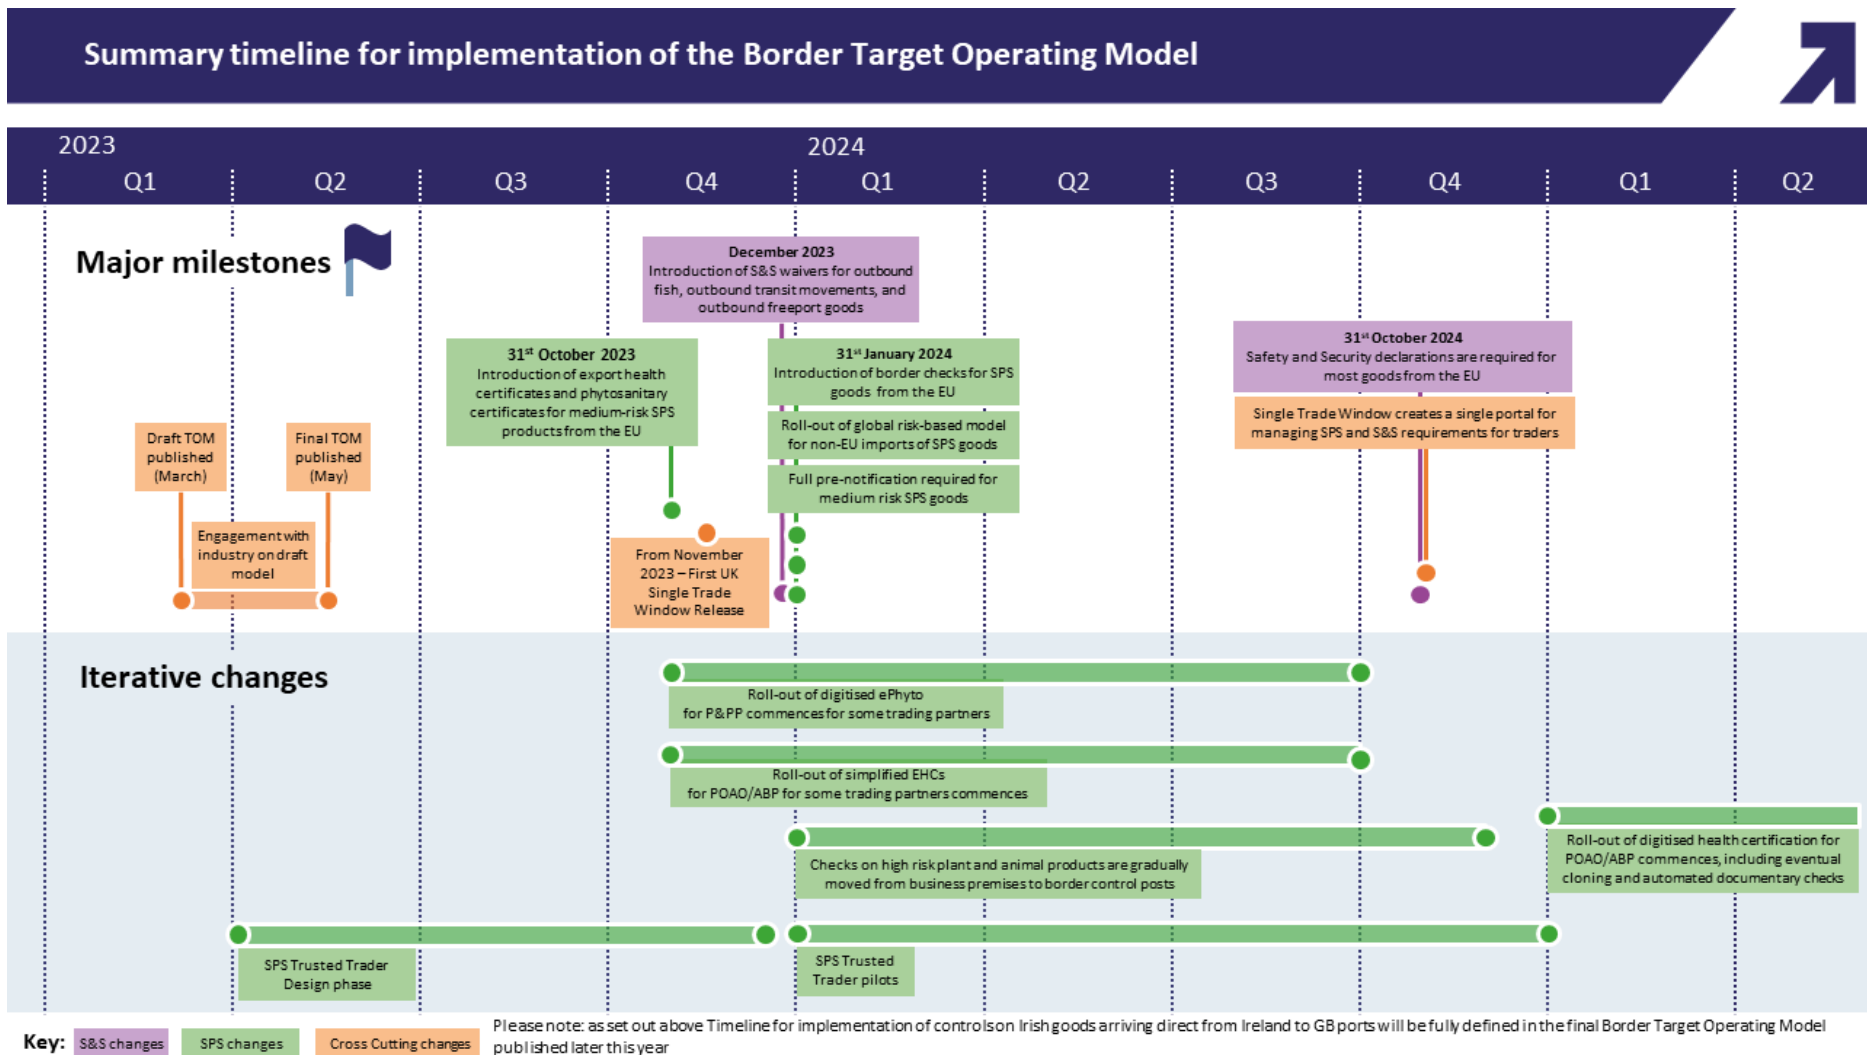 Summary timeline for implementation of the Border Target Operating Model
2023
2024
Q1
Q2
Q3
Q4
Q1
Q2
Q3
Q4
Q1
Q2
Major milestones
December 2023
Introduction of S&S waivers for outbound
fish, outbound transit movements, and
outbound freeport goods
31st October 2023
Introduction of export health
certificates and phytosanitary
certificates for medium-risk SPS
products from the EU
31st January 2024
Introduction of border checks for SPS
goods from the EU
Roll-out of global risk-based model
for non-EU imports of SPS goods
Full pre-notification required for
medium risk SPS goods
31st October 2024
Safety and Security declarations are required for
most goods from the EU
Single Trade Window creates a single portal for
managing SPS and S&S requirements for traders
Draft TOM
published
(March)
Final TOM
published
(May)
Engagement with
industry on draft
model
From November
2023 – First UK
Single Trade
Window Release
Iterative changes
Roll-out of digitised ePhyto
for P&PP commences for some trading partners
Roll-out of simplified EHCs
for POAO/ABP for some trading partners commences
Checks on high risk plant and animal products are gradually
moved from business premises to border control posts
Roll-out of digitised health certification for
POAO/ABP commences, including eventual
cloning and automated documentary checks
SPS Trusted Trader
Design phase
SPS Trusted
Trader pilots
Key:
S&S changes
SPS changes
Cross Cutting changes
Please note: as set out above Timeline for implementation of controls on Irish goods arriving direct from Ireland to GB ports will be fully defined in the final Border Target Operating Model
published later this year